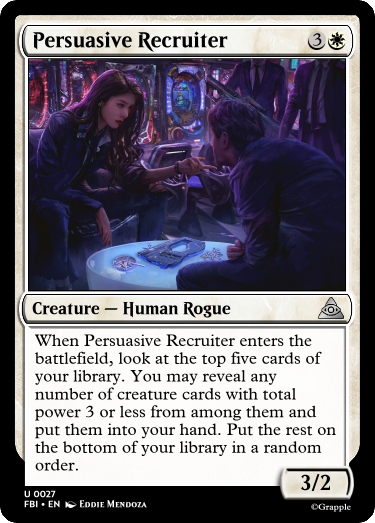 Persuasive Recruiter 3
Creature — Human Rogue
When Persuasive Recruiter enters the
battlefield, look at the top five cards of
your library. You may reveal any
number of creature cards with total
power 3 or less from among them and
put them into your hand. Put the rest on
the bottom of your library in a random
order.
3/2
U 0027
FBI • EN Eddie Mendoza
©Grapple